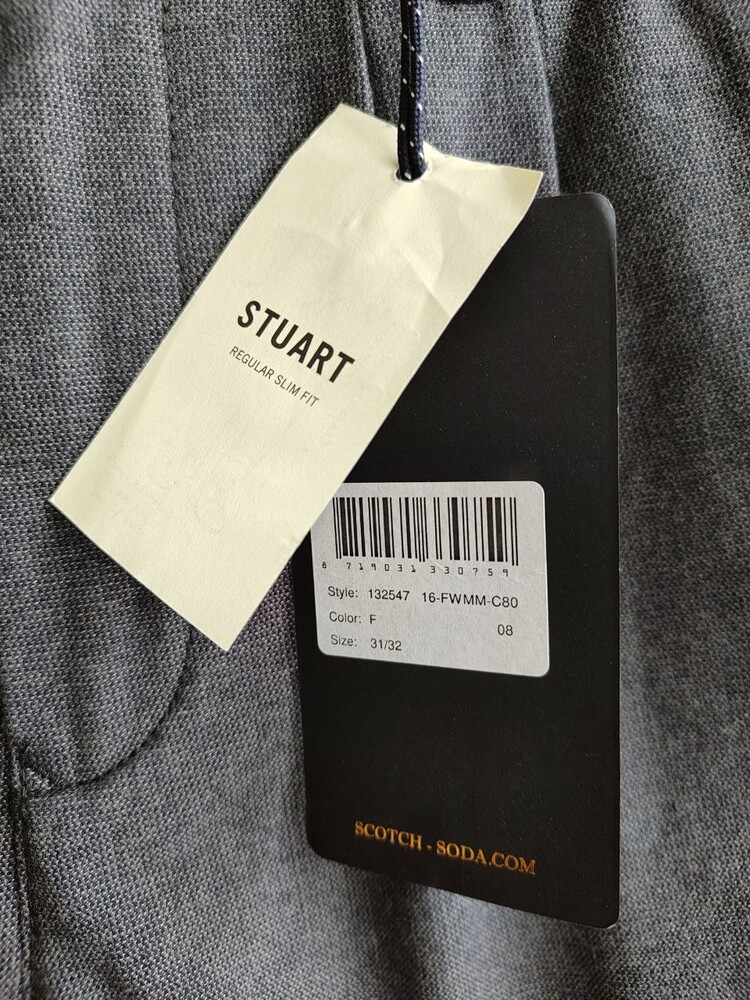 STUART
REGULAR SLIM FIT
8 719031 330759
Style: 132547 16-FWMM-C80
Color: F 08
Size: 31/32
SCOTCH - SODA.COM